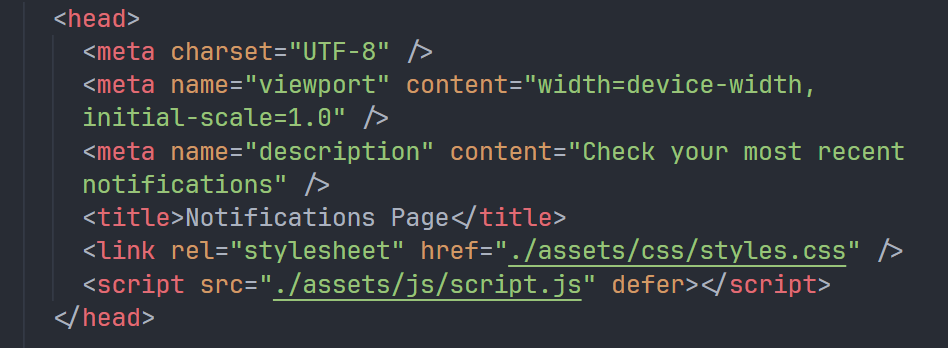 <head>
<meta charset="UTF-8" />
<meta name="viewport" content="width=device-width,
initial-scale=1.0" />
<meta name="description" content="Check your most recent
notifications" />
<title>Notifications Page</title>
<link rel="stylesheet" href="./assets/css/styles.css" />
<script src="./assets/js/script.js" defer></script>
</head>